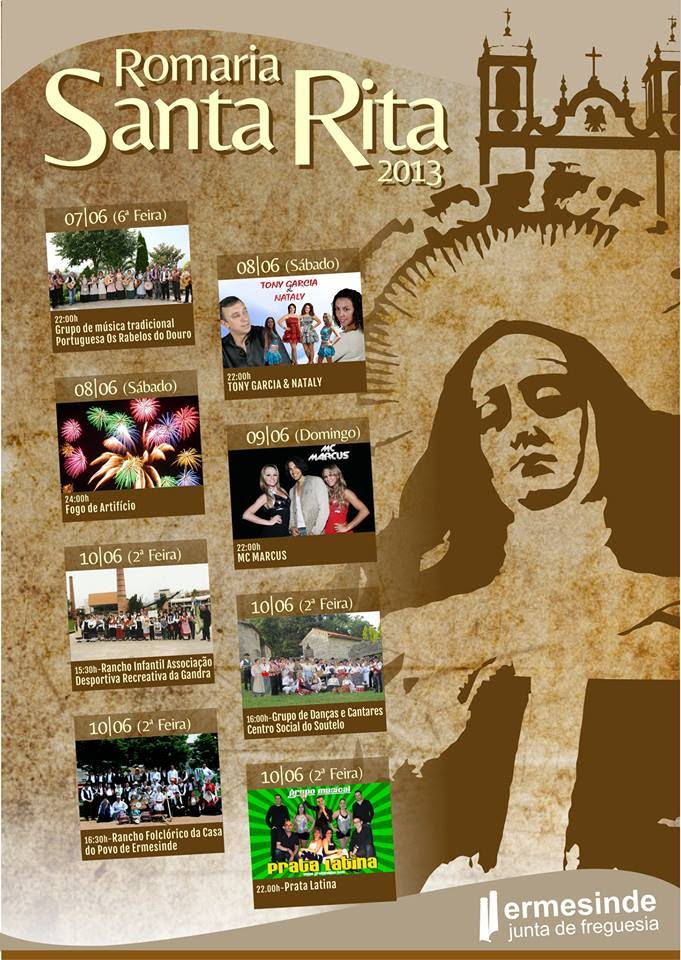 Romaria
Santa Rita
2013
07|06 (6ª Feira)
22:00h
Grupo de música tradicional
Portuguesa Os Rabelos do Douro
08|06 (Sábado)
TONY GARCIA
&
NATALY
22:00h
TONY GARCIA & NATALY
08|06 (Sábado)
24:00h
Fogo de Artifício
09|06 (Domingo)
MC
MARCUS
22:00h
MC MARCUS
10|06 (2ª Feira)
15:30h-Rancho Infantil Associação
Desportiva Recreativa da Gandra
10|06 (2ª Feira)
16:00h-Grupo de Danças e Cantares
Centro Social do Soutelo
10|06 (2ª Feira)
16:30h-Rancho Folclórico da Casa
do Povo de Ermesinde
10|06 (2ª Feira)
grupo musical
Prata Latina
22.00h-Prata Latina
ermesinde
junta de freguesia